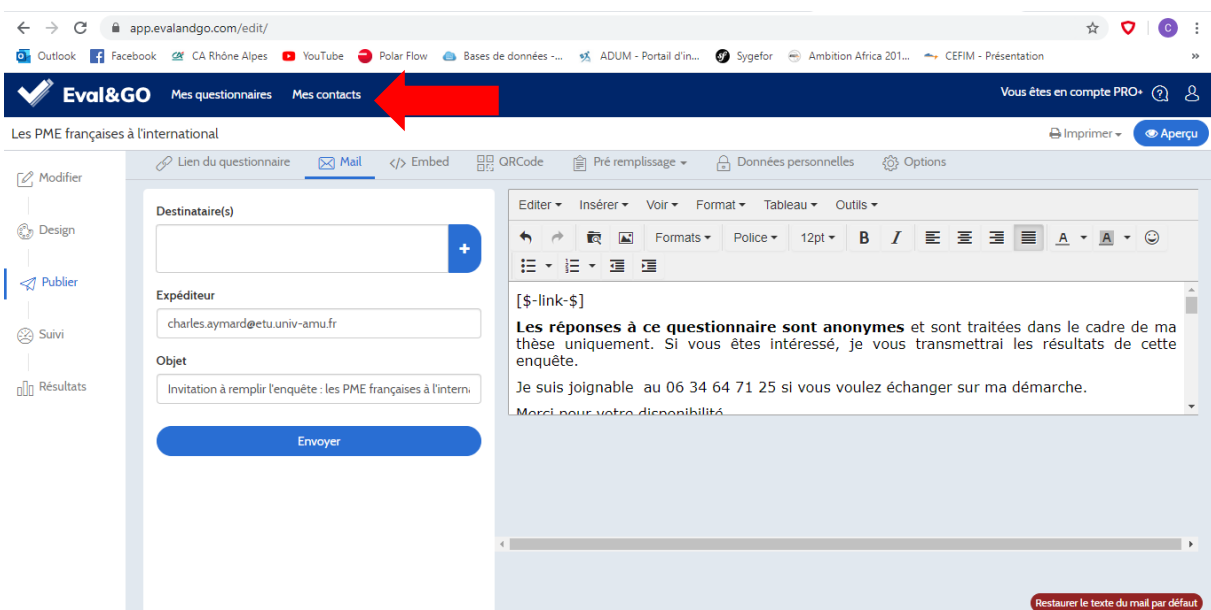 app.evalandgo.com/edit/
C
Outlook Facebook CA Rhône Alpes YouTube Polar Flow Bases de données -... ADUM - Portail d'in... Sygefor Ambition Africa 201... CEFIM - Présentation »
Eval&GO Mes questionnaires Mes contacts Vous êtes en compte PRO+
Les PME françaises à l'international Imprimer Aperçu
Lien du questionnaire Mail </> Embed QRCode Pré remplissage Données personnelles Options
Modifier
Design
Publier
Suivi
Résultats
Destinataire(s)
+
Expéditeur
charles.aymard@etu.univ-amu.fr
Objet
Invitation à remplir l'enquête : les PME françaises à l'intern
Envoyer
Editer Insérer Voir Format Tableau Outils
Formats Police 12pt B I A A
[$-link-$]
Les réponses à ce questionnaire sont anonymes et sont traitées dans le cadre de ma
thèse uniquement. Si vous êtes intéressé, je vous transmettrai les résultats de cette
enquête.
Je suis joignable au 06 34 64 71 25 si vous voulez échanger sur ma démarche.
Merci pour votre disponibilité
Restaurer le texte du mail par défaut